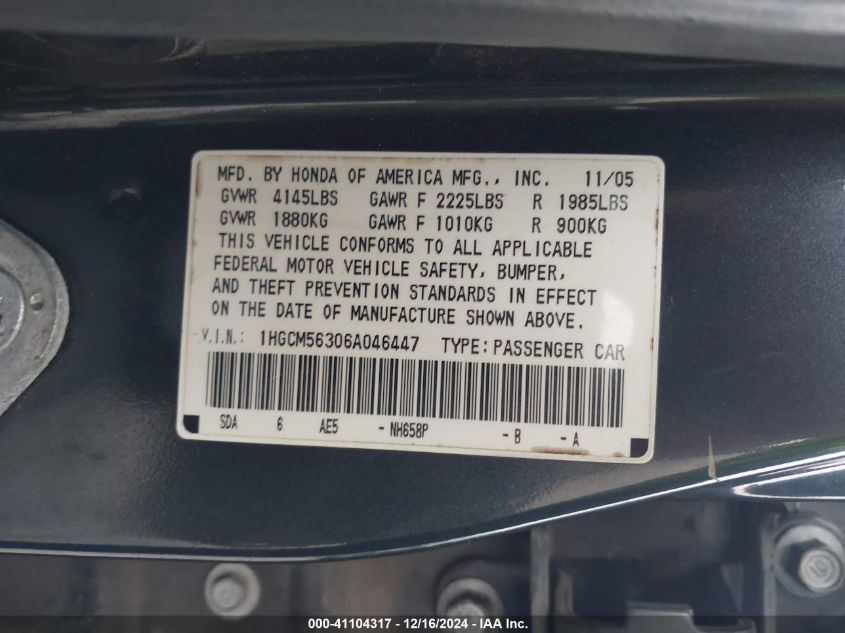 MFD. BY HONDA OF AMERICA MFG., INC. 11/05
GVWR 4145LBS GAWR F 2225LBS R 1985LBS
GVWR 1880KG GAWR F 1010KG R 900KG
THIS VEHICLE CONFORMS TO ALL APPLICABLE
FEDERAL MOTOR VEHICLE SAFETY, BUMPER,
AND THEFT PREVENTION STANDARDS IN EFFECT
ON THE DATE OF MANUFACTURE SHOWN ABOVE.
V.I.N.: 1HGCM56306A046447 TYPE: PASSENGER CAR
SDA 6 AE5 - NH658P - B - A
000-41104317 - 12/16/2024 - IAA Inc.